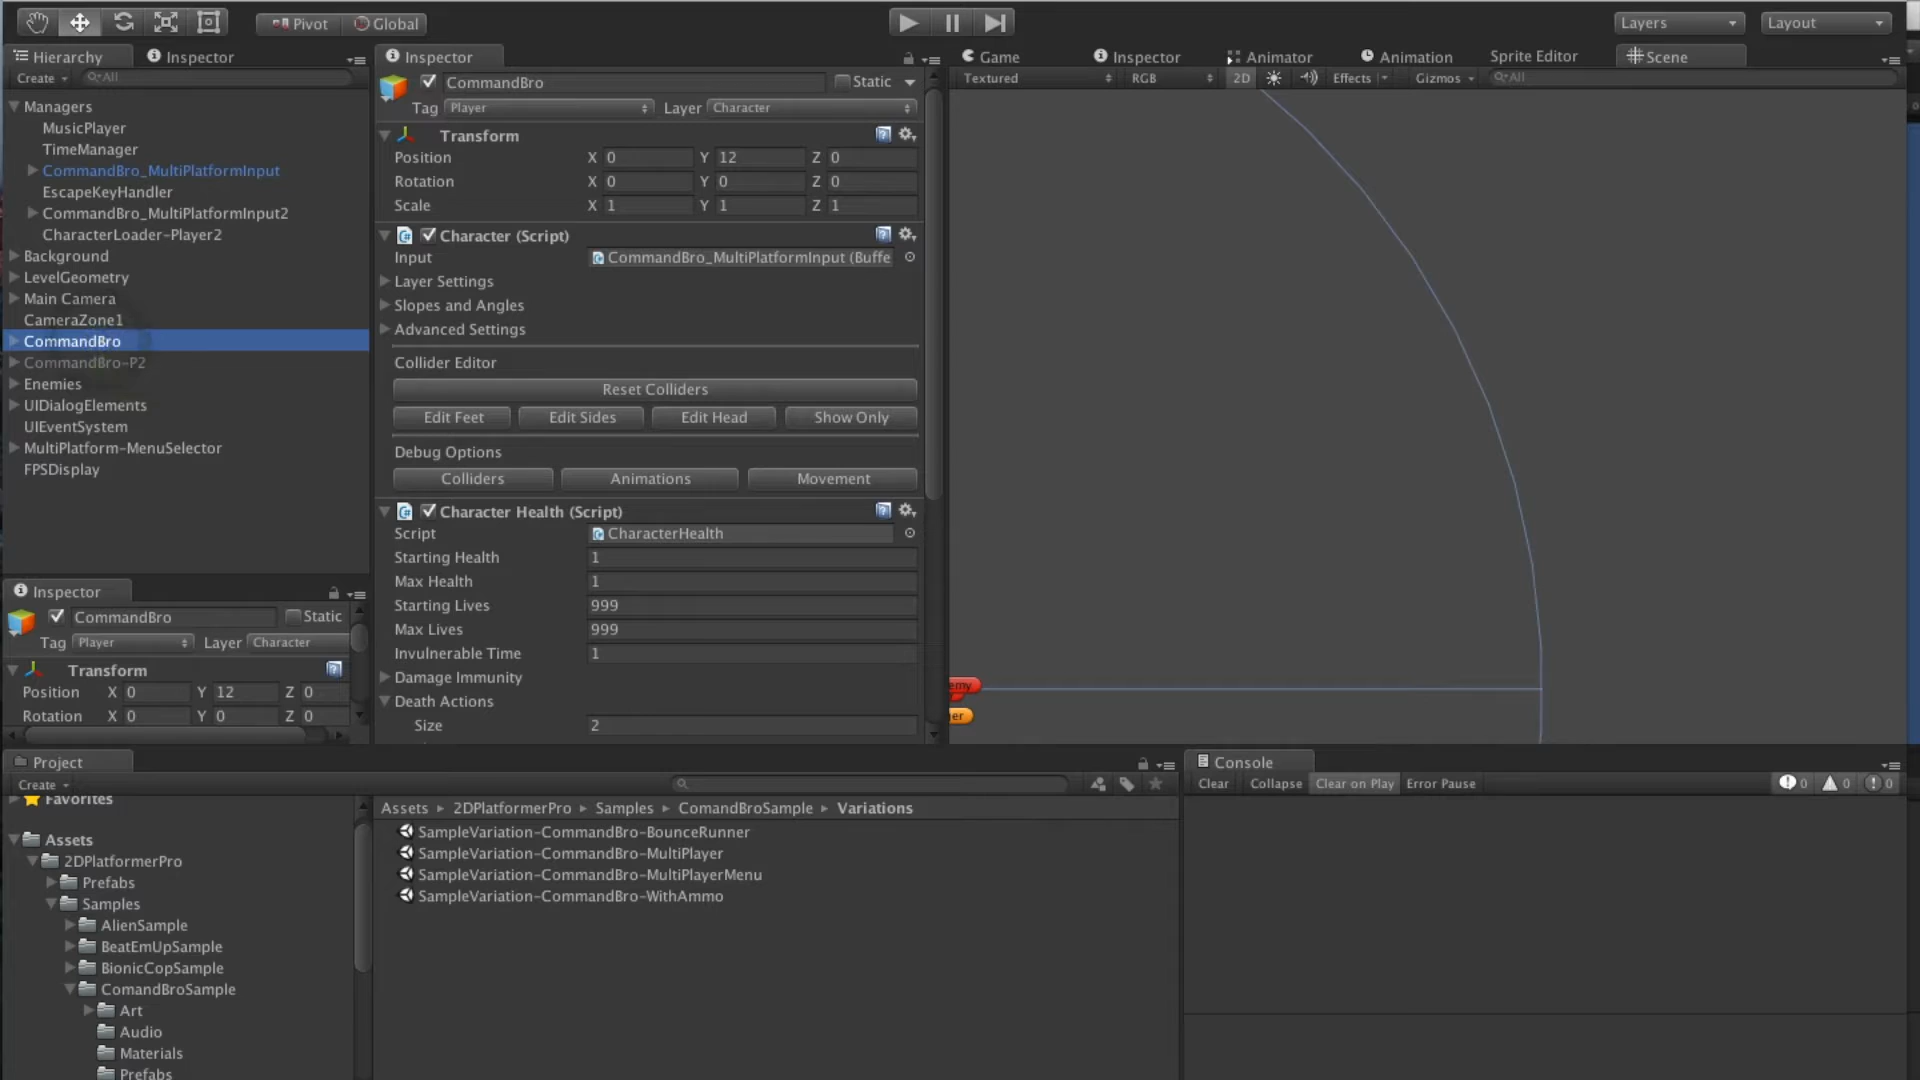 Pivot Global Layers Layout
Hierarchy Inspector
Create All
Managers
MusicPlayer
TimeManager
CommandBro_MultiPlatformInput
EscapeKeyHandler
CommandBro_MultiPlatformInput2
CharacterLoader-Player2
Background
LevelGeometry
Main Camera
CameraZone1
CommandBro
CommandBro-P2
Enemies
UIDialogElements
UIEventSystem
MultiPlatform-MenuSelector
FPSDisplay
Inspector
CommandBro Static
Tag Player Layer Character
Transform
Position X 0 Y 12 Z 0
Rotation X 0 Y 0 Z 0
Inspector
CommandBro Static
Tag Player Layer Character
Transform
Position X 0 Y 12 Z 0
Rotation X 0 Y 0 Z 0
Scale X 1 Y 1 Z 1
Character (Script)
Input CommandBro_MultiPlatformInput (Buffe
Layer Settings
Slopes and Angles
Advanced Settings
Collider Editor
Reset Colliders
Edit Feet Edit Sides Edit Head Show Only
Debug Options
Colliders Animations Movement
Character Health (Script)
Script CharacterHealth
Starting Health 1
Max Health 1
Starting Lives 999
Max Lives 999
Invulnerable Time 1
Damage Immunity
Death Actions
Size 2
Game Inspector Animator Animation Sprite Editor Scene
Textured RGB 2D Effects Gizmos All
emy
er
Project
Create
Favorites
Assets
2DPlatformerPro
Prefabs
Samples
AlienSample
BeatEmUpSample
BionicCopSample
ComandBroSample
Art
Audio
Materials
Prefabs
Assets 2DPlatformerPro Samples ComandBroSample Variations
SampleVariation-CommandBro-BounceRunner
SampleVariation-CommandBro-MultiPlayer
SampleVariation-CommandBro-MultiPlayerMenu
SampleVariation-CommandBro-WithAmmo
Console
Clear Collapse Clear on Play Error Pause 0 0 0